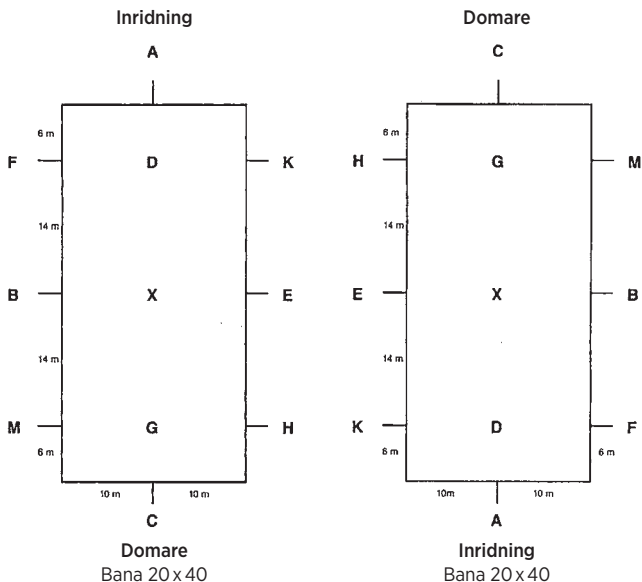 Inridning
A
6 m
F D K
14 m
B X E
14 m
M G H
6 m
10 m 10 m
C
Domare
Bana 20 x 40
Domare
C
6 m
H G M
14 m
E X B
14 m
K D F
6 m 6 m
10m 10 m
A
Inridning
Bana 20 x 40